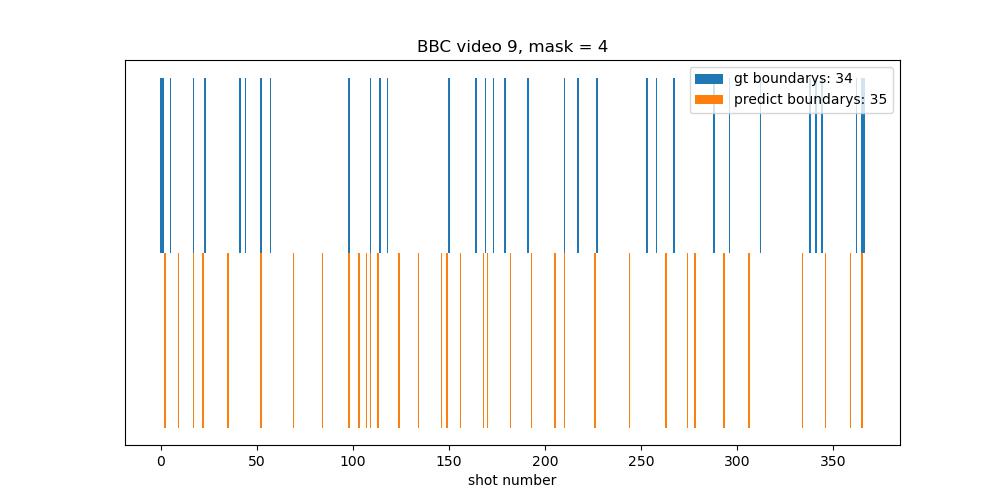 BBC video 9, mask = 4
gt boundarys: 34
predict boundarys: 35
0 50 100 150 200 250 300 350
shot number